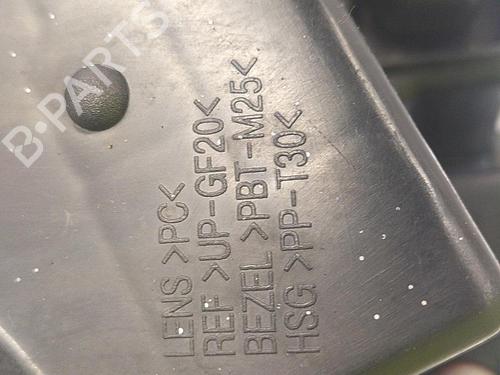 B-PARTS
LENS >PC<
REF >UP-GF20<
BEZEL >PBT-M25<
HSG >PP-T30<